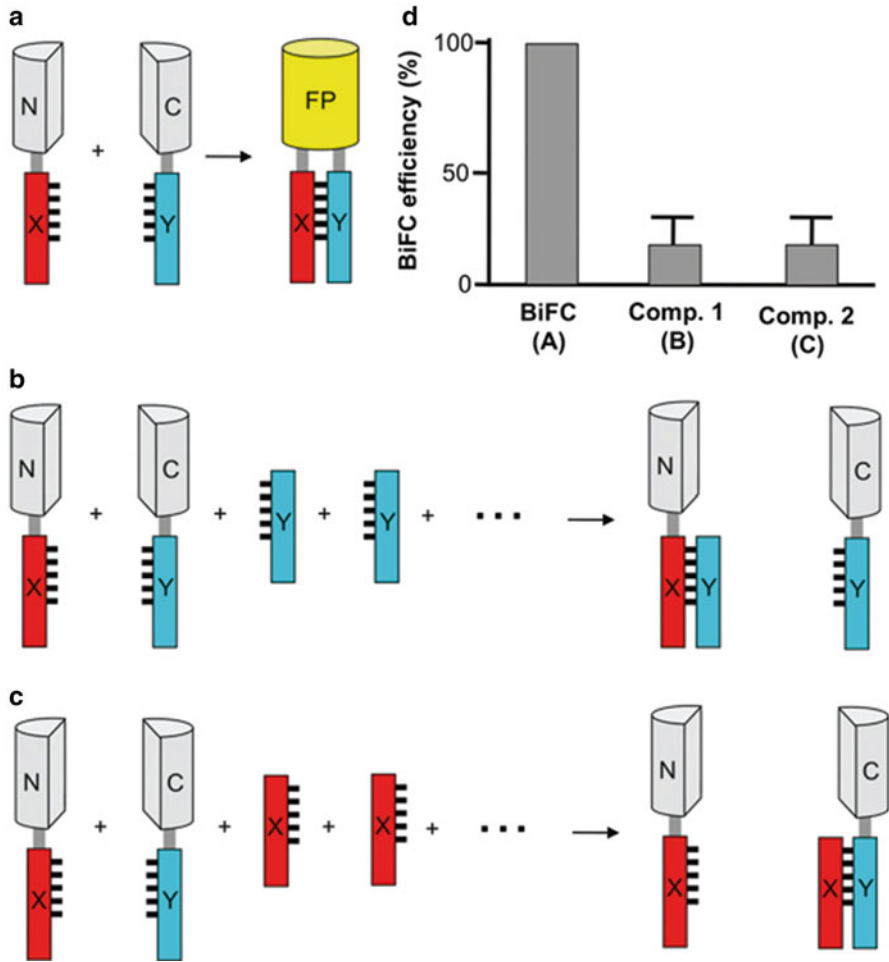 a
N
+
C
FP
X
Y
X
Y
d
BiFC efficiency (%)
100
50
0
BiFC
(A)
Comp. 1
(B)
Comp. 2
(C)
b
N
C
N
C
+
+
Y
+
Y
+
...
X
Y
X
Y
Y
c
N
C
N
C
+
+
X
+
X
+
...
X
Y
X
X
Y